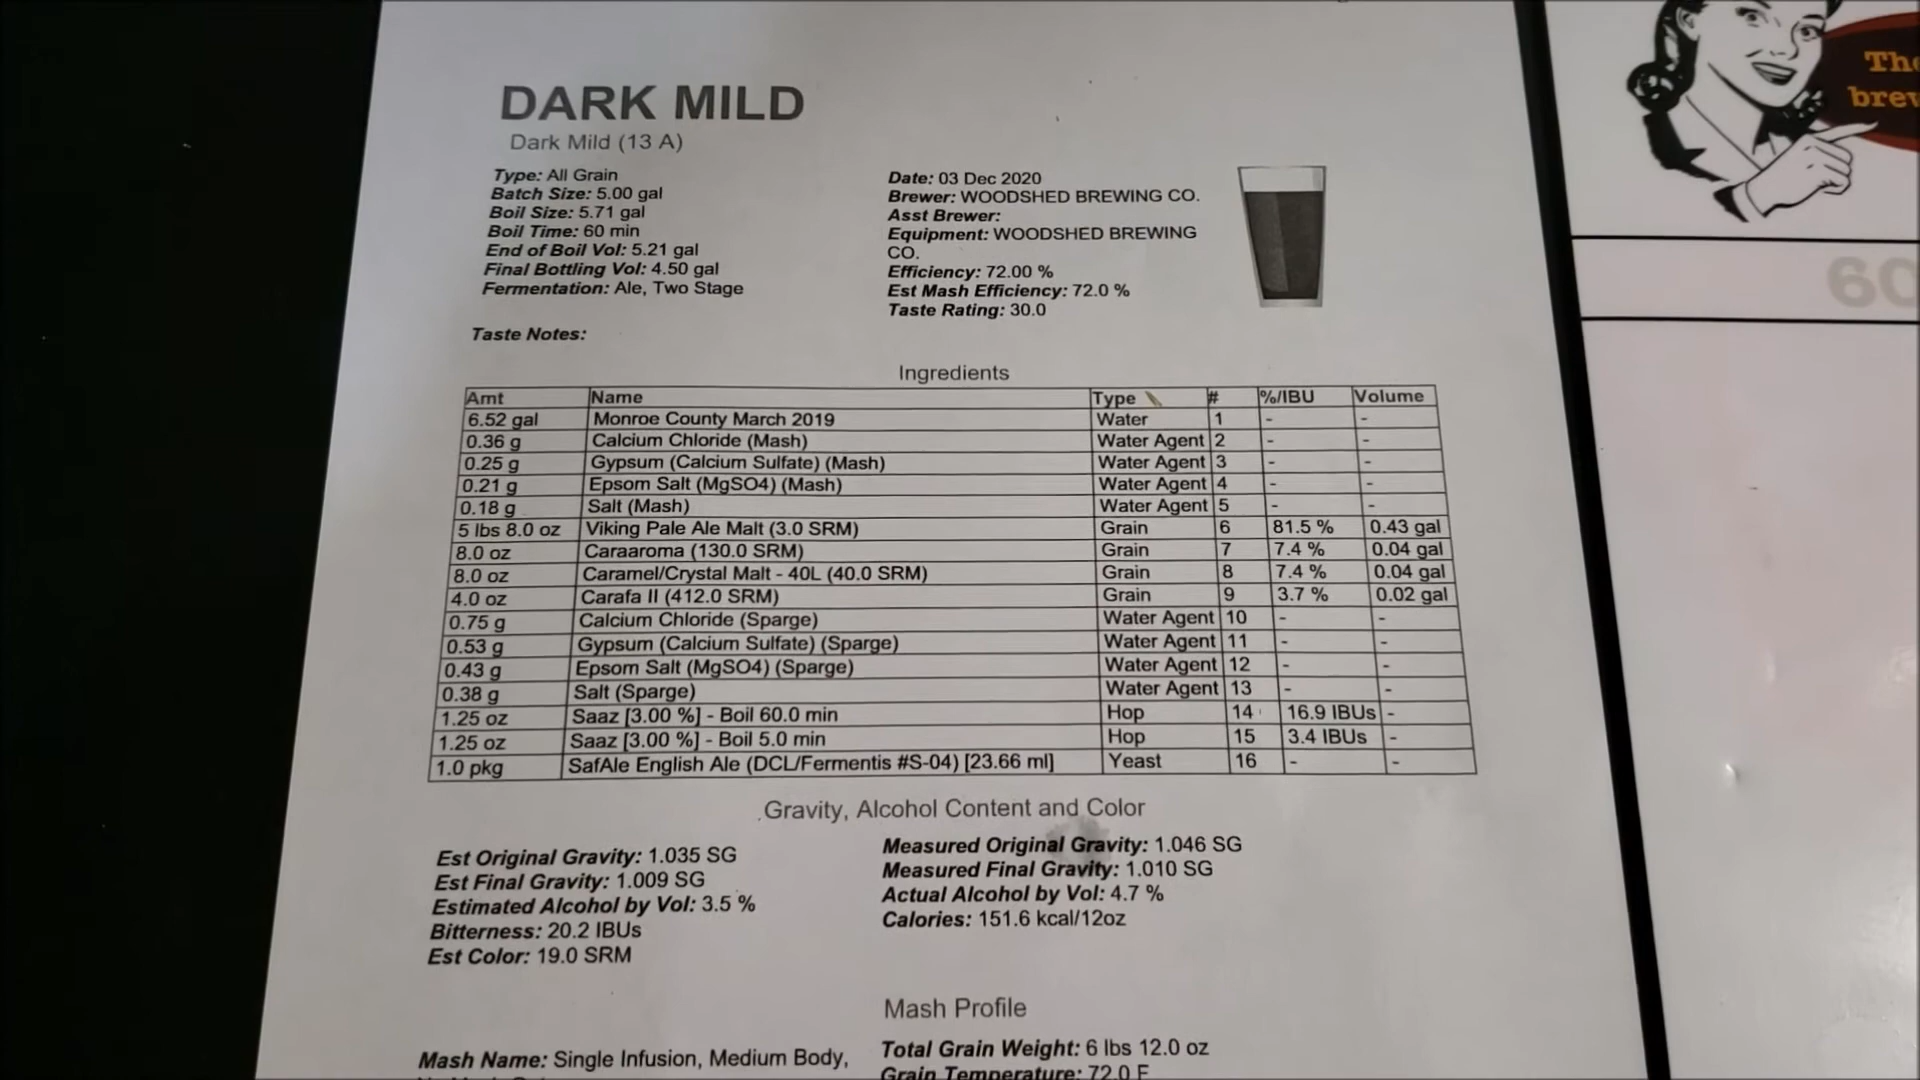 DARK MILD
Dark Mild (13 A)
Type: All Grain
Batch Size: 5.00 gal
Boil Size: 5.71 gal
Boil Time: 60 min
End of Boil Vol: 5.21 gal
Final Bottling Vol: 4.50 gal
Fermentation: Ale, Two Stage
Date: 03 Dec 2020
Brewer: WOODSHED BREWING CO.
Asst Brewer:
Equipment: WOODSHED BREWING
CO.
Efficiency: 72.00 %
Est Mash Efficiency: 72.0 %
Taste Rating: 30.0
Taste Notes:
Ingredients
Amt Name Type # %/IBU Volume
6.52 gal Monroe County March 2019 Water 1 - -
0.36 g Calcium Chloride (Mash) Water Agent 2 - -
0.25 g Gypsum (Calcium Sulfate) (Mash) Water Agent 3 - -
0.21 g Epsom Salt (MgSO4) (Mash) Water Agent 4 - -
0.18 g Salt (Mash) Water Agent 5 - -
5 lbs 8.0 oz Viking Pale Ale Malt (3.0 SRM) Grain 6 81.5 % 0.43 gal
8.0 oz Caraaroma (130.0 SRM) Grain 7 7.4 % 0.04 gal
8.0 oz Caramel/Crystal Malt - 40L (40.0 SRM) Grain 8 7.4 % 0.04 gal
4.0 oz Carafa II (412.0 SRM) Grain 9 3.7 % 0.02 gal
0.75 g Calcium Chloride (Sparge) Water Agent 10 - -
0.53 g Gypsum (Calcium Sulfate) (Sparge) Water Agent 11 - -
0.43 g Epsom Salt (MgSO4) (Sparge) Water Agent 12 - -
0.38 g Salt (Sparge) Water Agent 13 - -
1.25 oz Saaz [3.00 %] - Boil 60.0 min Hop 14 16.9 IBUs -
1.25 oz Saaz [3.00 %] - Boil 5.0 min Hop 15 3.4 IBUs -
1.0 pkg SafAle English Ale (DCL/Fermentis #S-04) [23.66 ml] Yeast 16 - -
Gravity, Alcohol Content and Color
Est Original Gravity: 1.035 SG
Est Final Gravity: 1.009 SG
Estimated Alcohol by Vol: 3.5 %
Bitterness: 20.2 IBUs
Est Color: 19.0 SRM
Measured Original Gravity: 1.046 SG
Measured Final Gravity: 1.010 SG
Actual Alcohol by Vol: 4.7 %
Calories: 151.6 kcal/12oz
Mash Profile
Mash Name: Single Infusion, Medium Body,
Total Grain Weight: 6 lbs 12.0 oz
Grain Temperature: 72.0 F
The
60